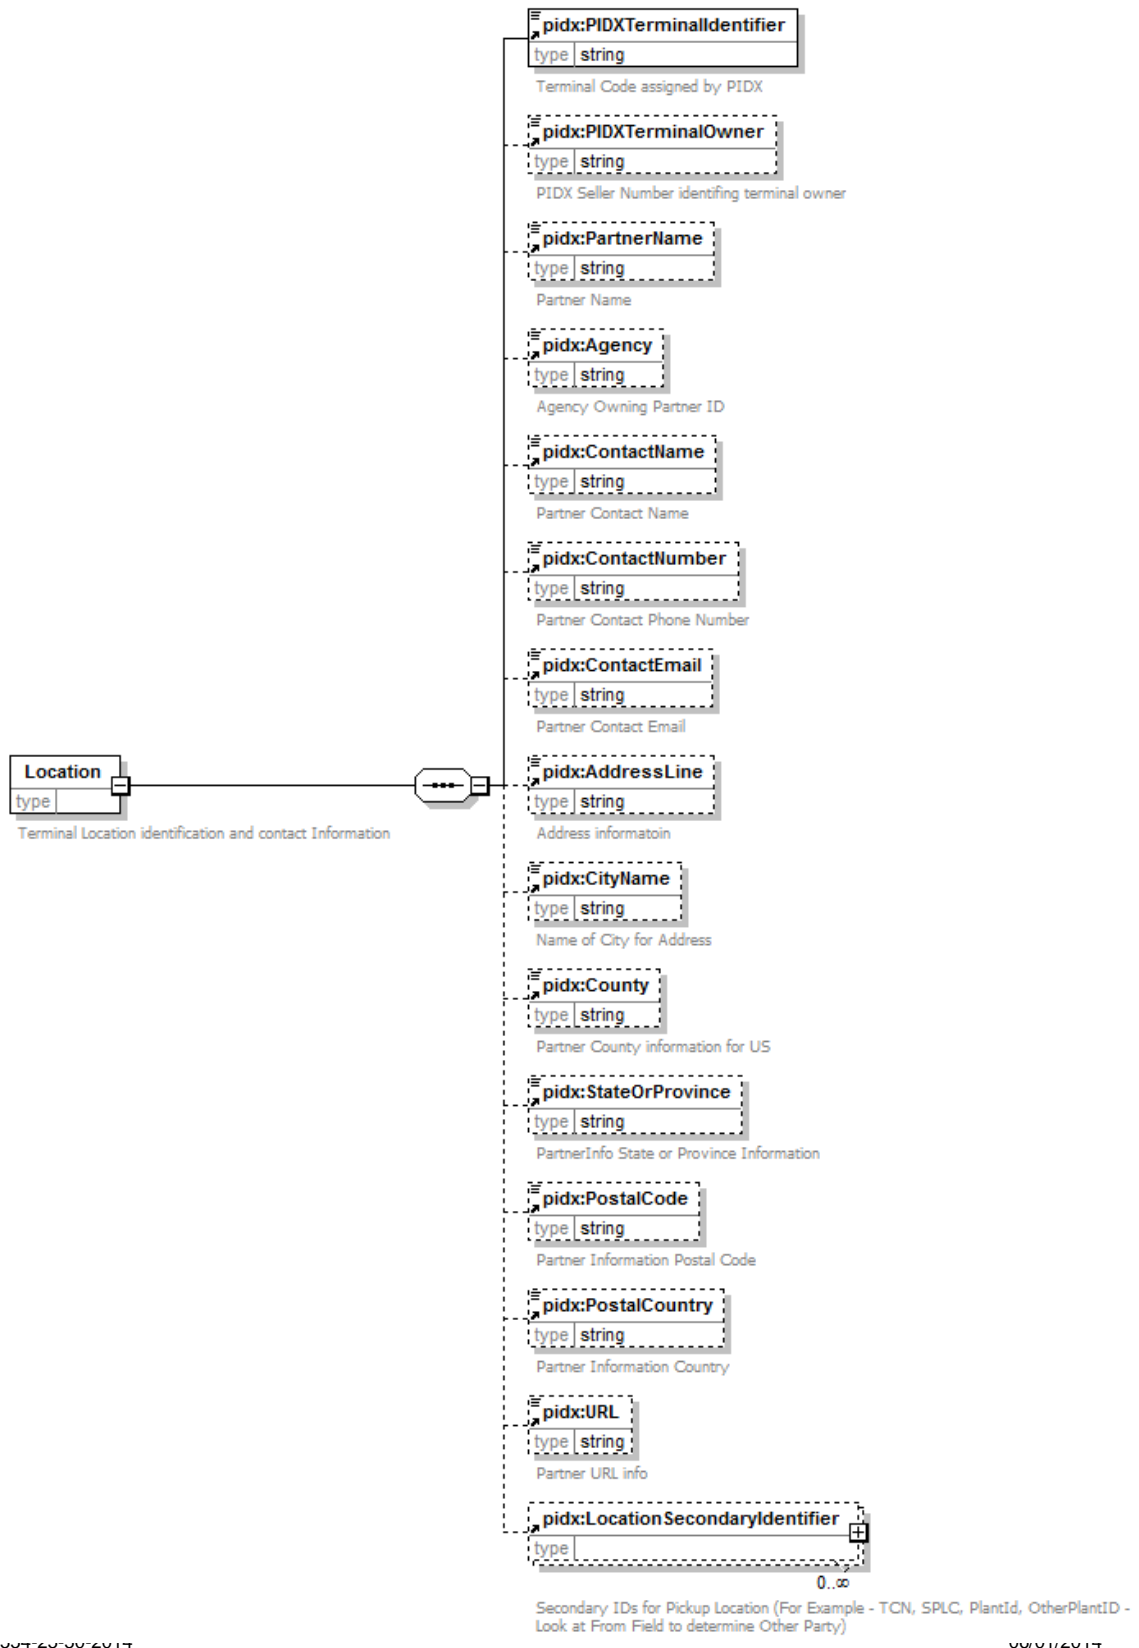 pidx:PIDXTerminalIdentifier
type string
Terminal Code assigned by PIDX
pidx:PIDXTerminalOwner
type string
PIDX Seller Number identifing terminal owner
pidx:PartnerName
type string
Partner Name
pidx:Agency
type string
Agency Owning Partner ID
pidx:ContactName
type string
Partner Contact Name
pidx:ContactNumber
type string
Partner Contact Phone Number
pidx:ContactEmail
type string
Partner Contact Email
Location
type
Terminal Location identification and contact Information
pidx:AddressLine
type string
Address informatoin
pidx:CityName
type string
Name of City for Address
pidx:County
type string
Partner County information for US
pidx:StateOrProvince
type string
PartnerInfo State or Province Information
pidx:PostalCode
type string
Partner Information Postal Code
pidx:PostalCountry
type string
Partner Information Country
pidx:URL
type string
Partner URL info
pidx:LocationSecondaryIdentifier
type
0..∞
Secondary IDs for Pickup Location (For Example - TCN, SPLC, PlantId, OtherPlantID -
Look at From Field to determine Other Party)